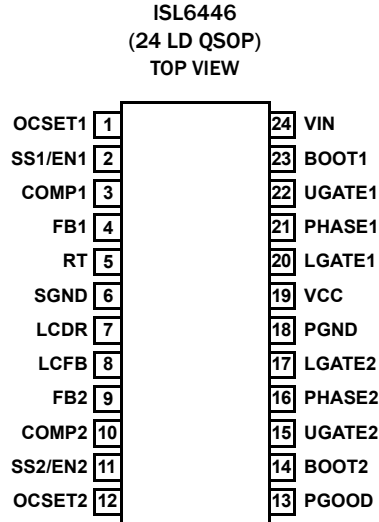 ISL6446
(24 LD QSOP)
TOP VIEW
OCSET1 1 24 VIN
SS1/EN1 2 23 BOOT1
COMP1 3 22 UGATE1
FB1 4 21 PHASE1
RT 5 20 LGATE1
SGND 6 19 VCC
LCDR 7 18 PGND
LCFB 8 17 LGATE2
FB2 9 16 PHASE2
COMP2 10 15 UGATE2
SS2/EN2 11 14 BOOT2
OCSET2 12 13 PGOOD